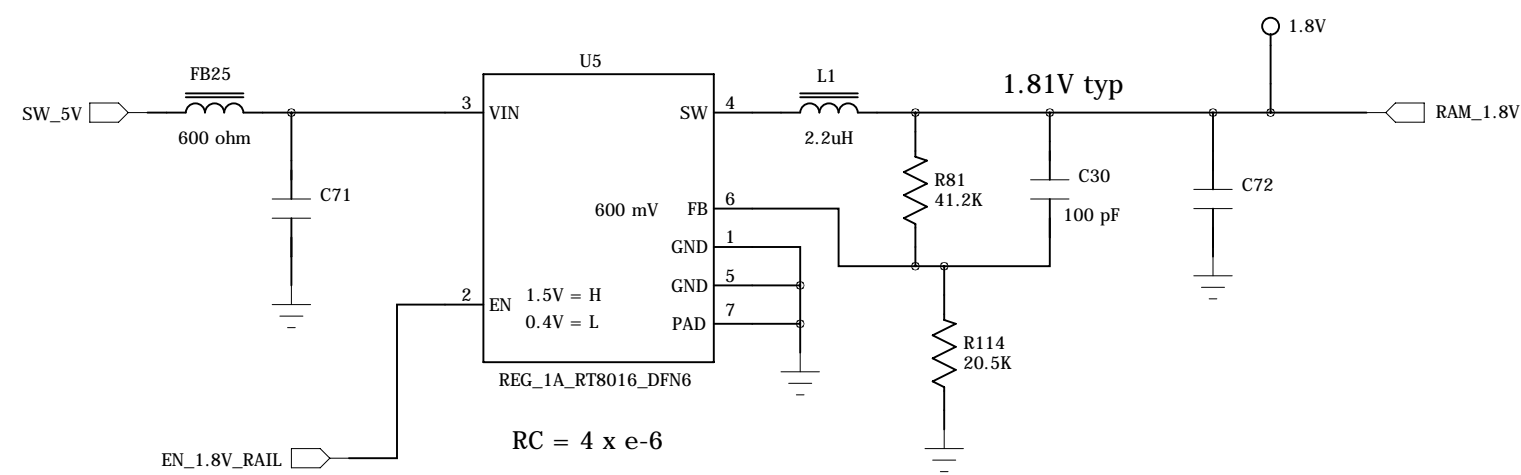 1.8V
U5
FB25
L1
1.81V typ
SW_5V
3
VIN
SW
4
RAM_1.8V
600 ohm
2.2uH
C71
R81
41.2K
C30
100 pF
C72
600 mV
FB
6
GND
1
GND
5
PAD
7
2
EN
1.5V = H
0.4V = L
R114
20.5K
REG_1A_RT8016_DFN6
RC = 4 x e-6
EN_1.8V_RAIL